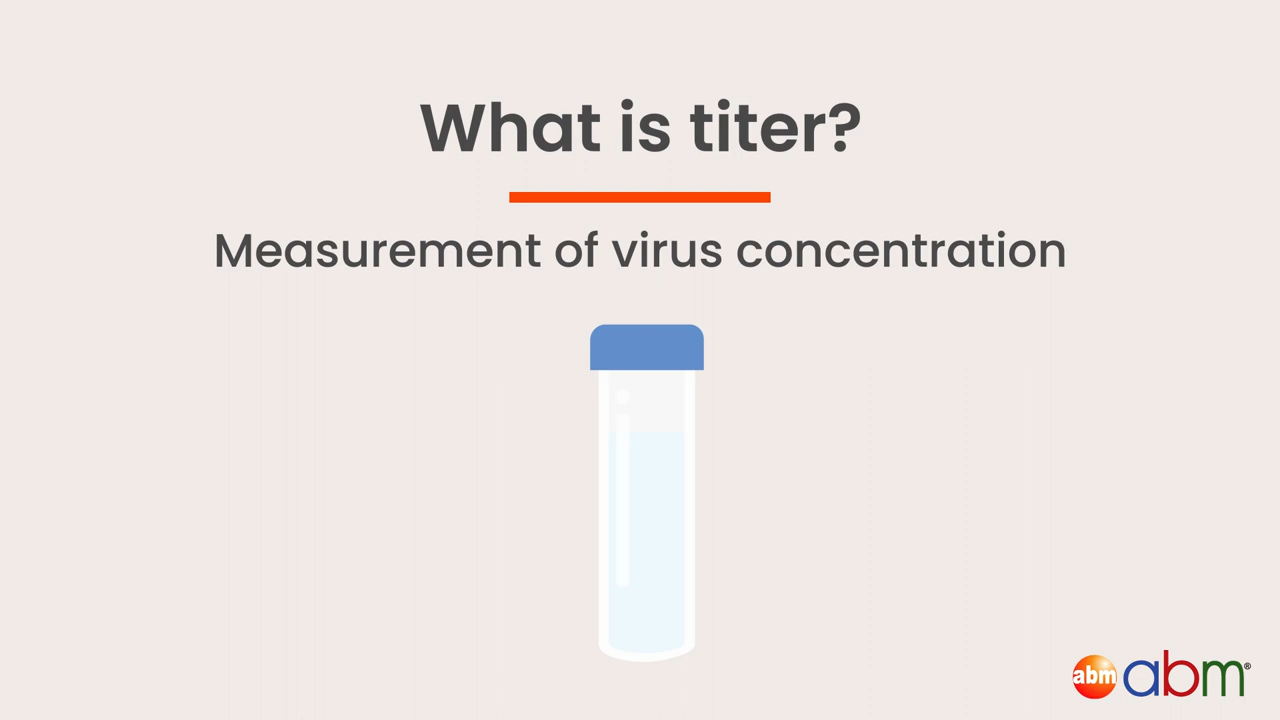 What is titer?
Measurement of virus concentration
abm abm®